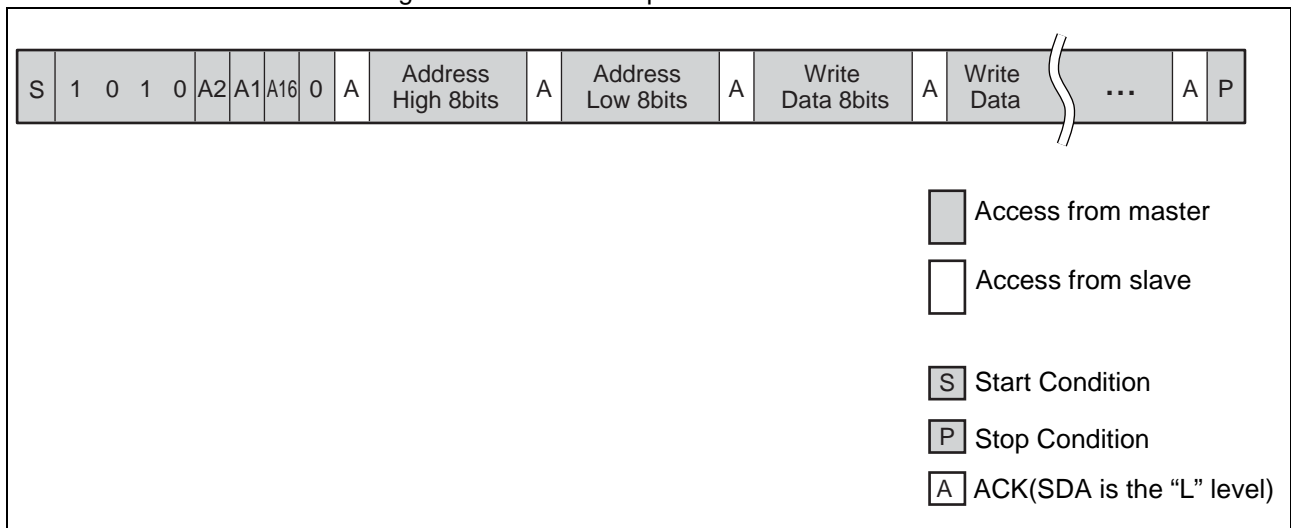 S 1 0 1 0 A2 A1 A16 0 A Address High 8bits A Address Low 8bits A Write Data 8bits A Write Data ... A P
Access from master
Access from slave
S Start Condition
P Stop Condition
A ACK(SDA is the “L” level)